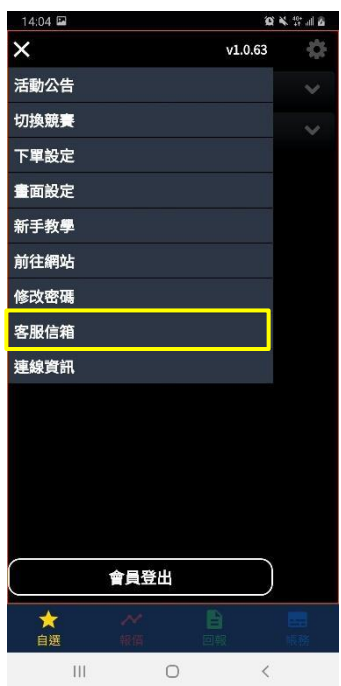 14:04
v1.0.63
活動公告
切換競賽
下單設定
畫面設定
新手教學
前往網站
修改密碼
客服信箱
連線資訊
會員登出
自選
報價
回報
帳務